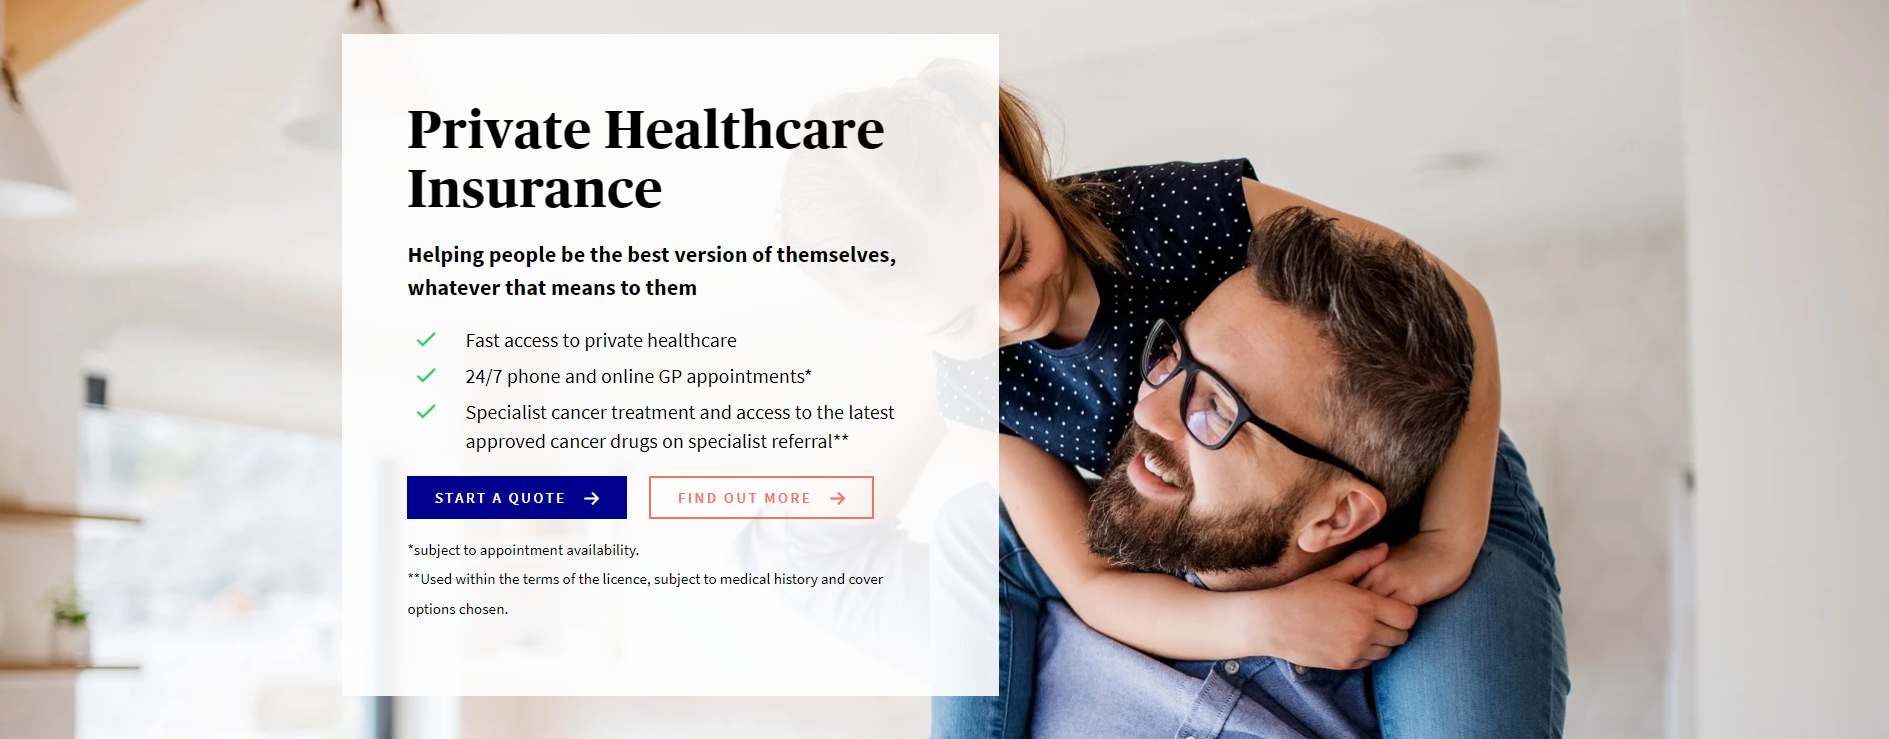 Private Healthcare
Insurance
Helping people be the best version of themselves,
whatever that means to them
Fast access to private healthcare
24/7 phone and online GP appointments*
Specialist cancer treatment and access to the latest
approved cancer drugs on specialist referral**
START A QUOTE
FIND OUT MORE
*subject to appointment availability.
**Used within the terms of the licence, subject to medical history and cover
options chosen.